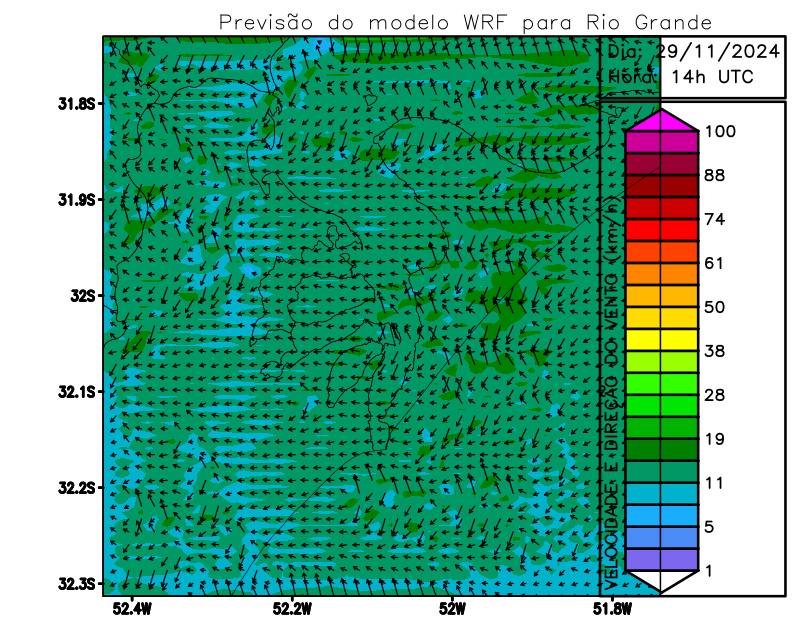 Previsão do modelo WRF para Rio Grande
Dia: 29/11/2024
Hora: 14h UTC
31.8S
31.9S
32S
32.1S
32.2S
32.3S
52.4W
52.2W
52W
51.8W
VELOCIDADE E DIREÇÃO DO VENTO (km/h)
100
88
74
61
50
38
28
19
11
5
1